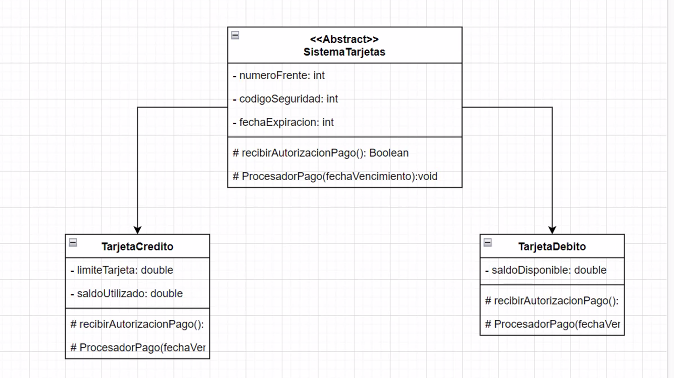 <<Abstract>>
SistemaTarjetas
- numeroFrente: int
- codigoSeguridad: int
- fechaExpiracion: int
# recibirAutorizacionPago(): Boolean
# ProcesadorPago(fechaVencimiento):void
TarjetaCredito
- limiteTarjeta: double
- saldoUtilizado: double
# recibirAutorizacionPago():
# ProcesadorPago(fechaVer
TarjetaDebito
- saldoDisponible: double
# recibirAutorizacionPago():
# ProcesadorPago(fechaVer